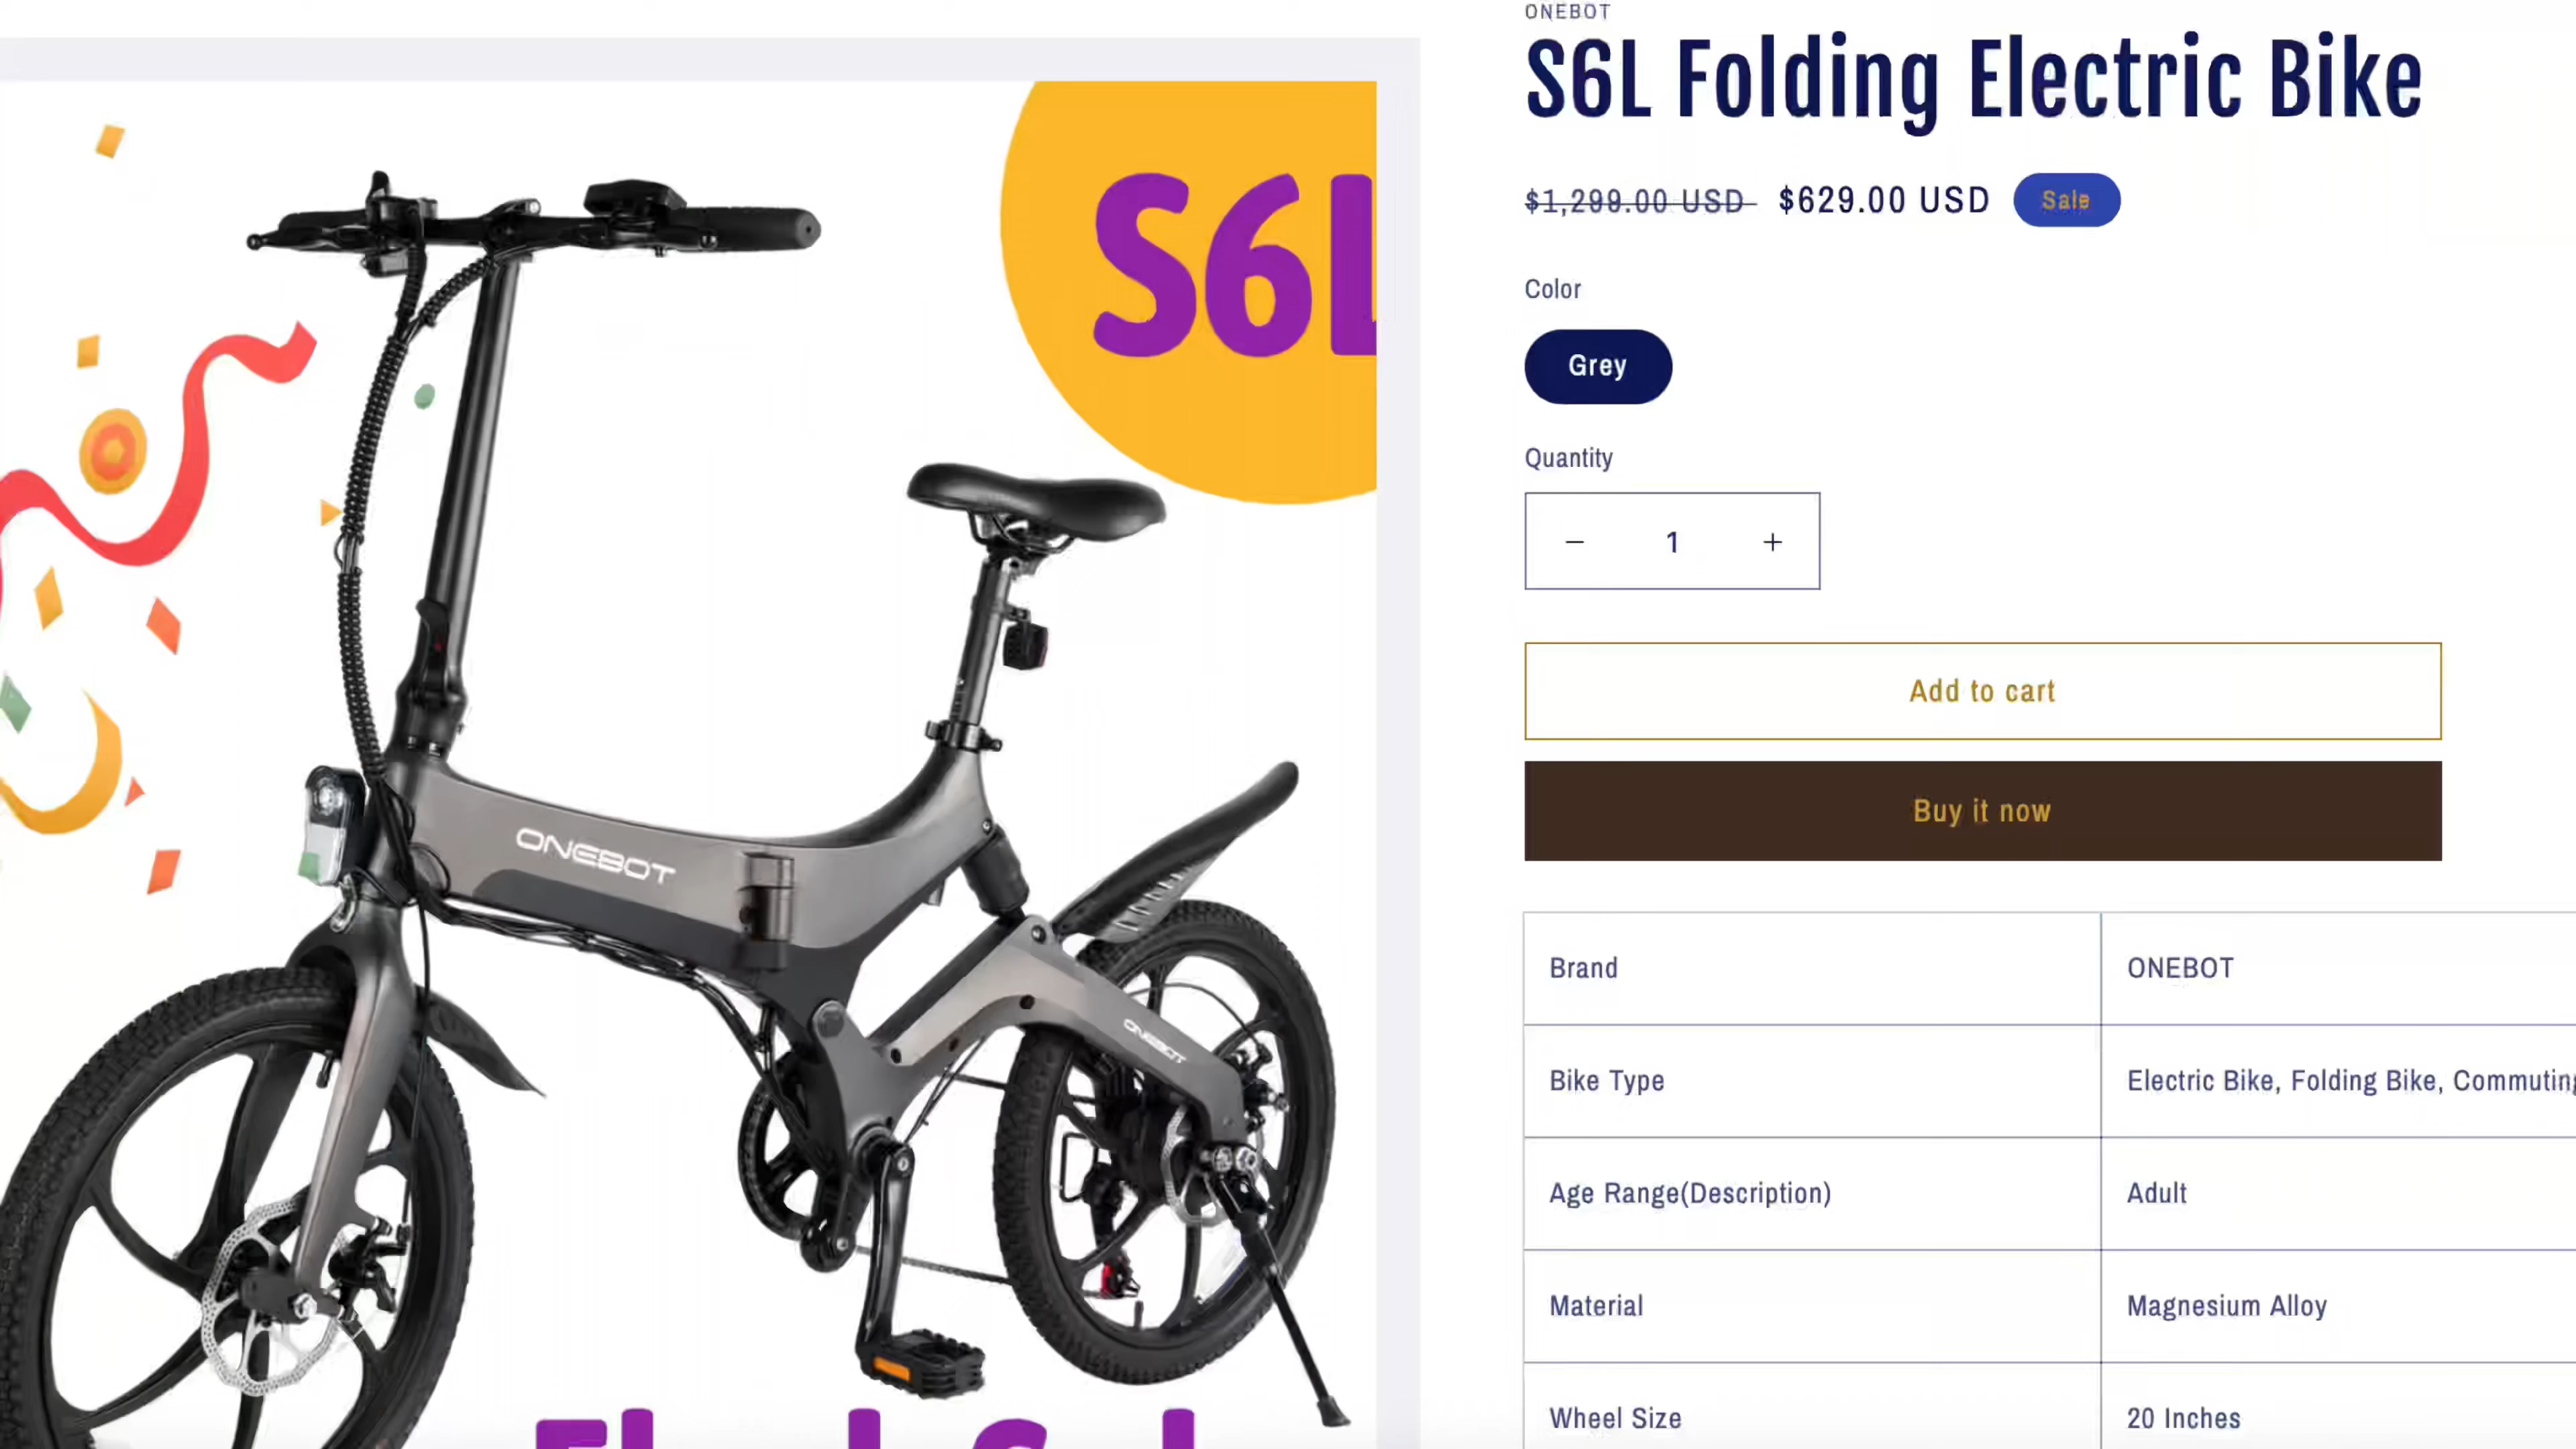 ONEBOT
S6L Folding Electric Bike
$1,299.00 USD $629.00 USD Sale
Color
Grey
Quantity
− 1 +
Add to cart
Buy it now
Brand ONEBOT
Bike Type Electric Bike, Folding Bike, Commuting
Age Range(Description) Adult
Material Magnesium Alloy
Wheel Size 20 Inches
S6L
ONEBOT
ONEBOT